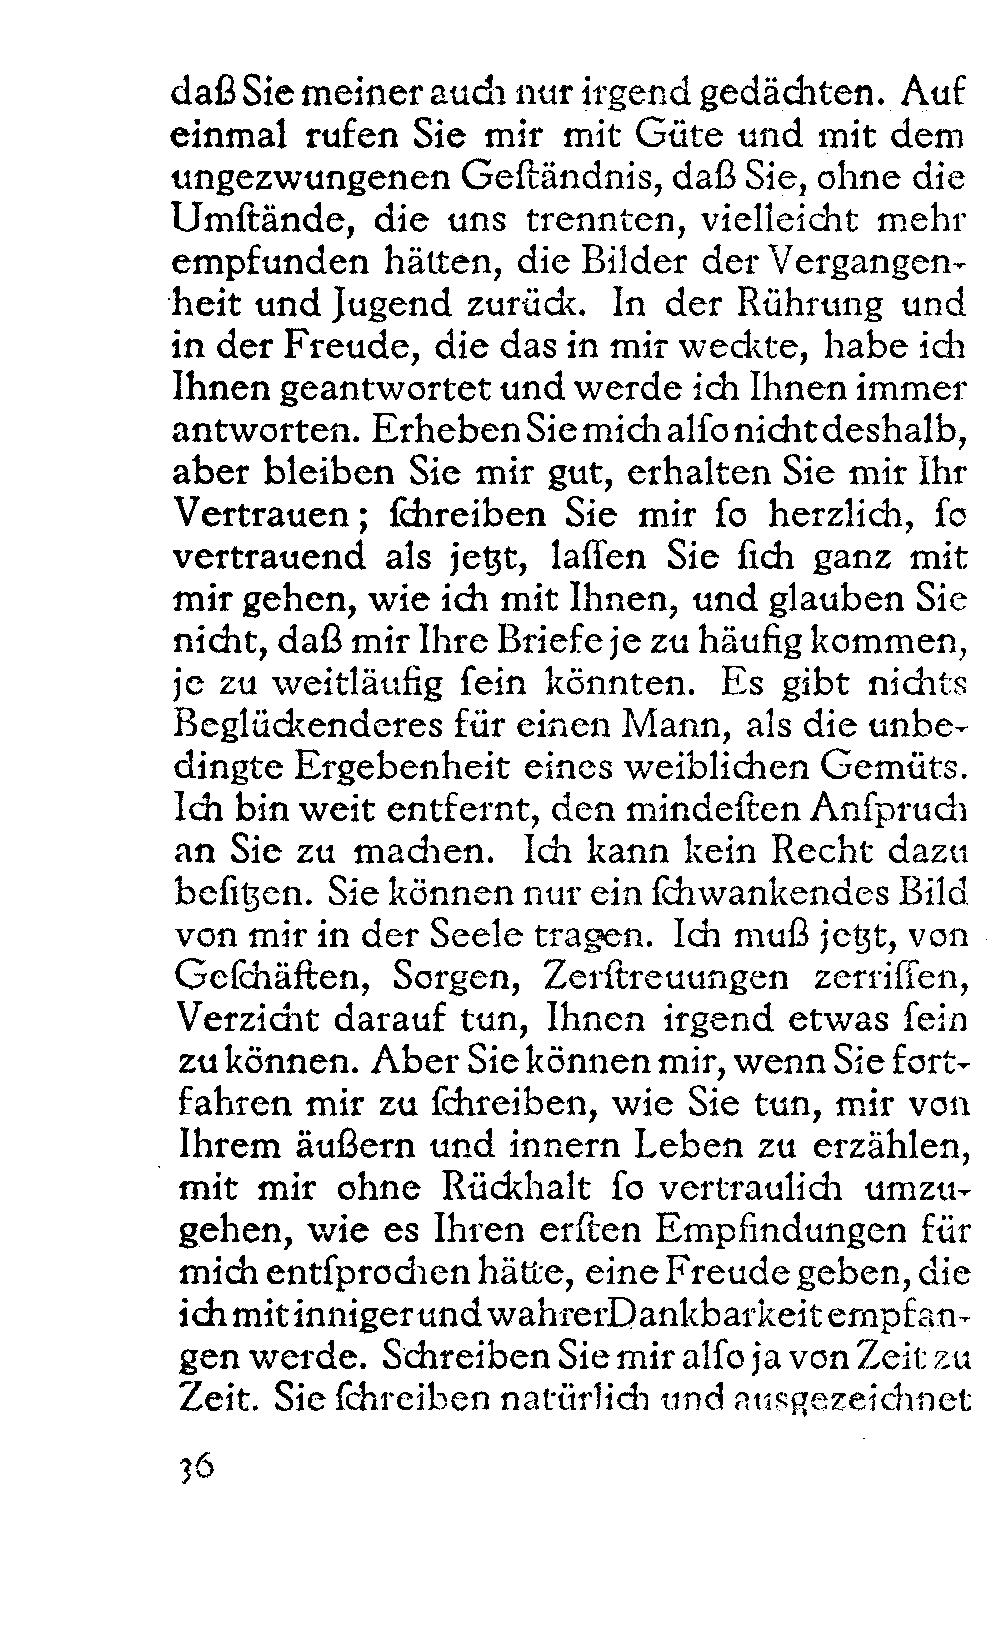 daß Sie meiner auch nur irgend gedächten. Auf
einmal rufen Sie mir mit Güte und mit dem
ungezwungenen Geſtändnis, daß Sie, ohne die
Umſtände, die uns trennten, vielleicht mehr
empfunden hätten, die Bilder der Vergangen-
heit und Jugend zurück. In der Rührung und
in der Freude, die das in mir weckte, habe ich
Ihnen geantwortet und werde ich Ihnen immer
antworten. Erheben Sie mich alſo nicht deshalb,
aber bleiben Sie mir gut, erhalten Sie mir Ihr
Vertrauen; ſchreiben Sie mir ſo herzlich, ſo
vertrauend als jetzt, laſſen Sie ſich ganz mit
mir gehen, wie ich mit Ihnen, und glauben Sie
nicht, daß mir Ihre Briefe je zu häufig kommen,
je zu weitläufig ſein könnten. Es gibt nichts
Beglückenderes für einen Mann, als die unbe-
dingte Ergebenheit eines weiblichen Gemüts.
Ich bin weit entfernt, den mindeſten Anſpruch
an Sie zu machen. Ich kann kein Recht dazu
beſitzen. Sie können nur ein ſchwankendes Bild
von mir in der Seele tragen. Ich muß jetzt, von
Geſchäften, Sorgen, Zerſtreuungen zerriſſen,
Verzicht darauf tun, Ihnen irgend etwas ſein
zu können. Aber Sie können mir, wenn Sie fort-
fahren mir zu ſchreiben, wie Sie tun, mir von
Ihrem äußern und innern Leben zu erzählen,
mit mir ohne Rückhalt ſo vertraulich umzu-
gehen, wie es Ihren erſten Empfindungen für
mich entſprochen hätte, eine Freude geben, die
ich mit inniger und wahrer Dankbarkeit empfan-
gen werde. Schreiben Sie mir alſo ja von Zeit zu
Zeit. Sie ſchreiben natürlich und ausgezeichnet
36